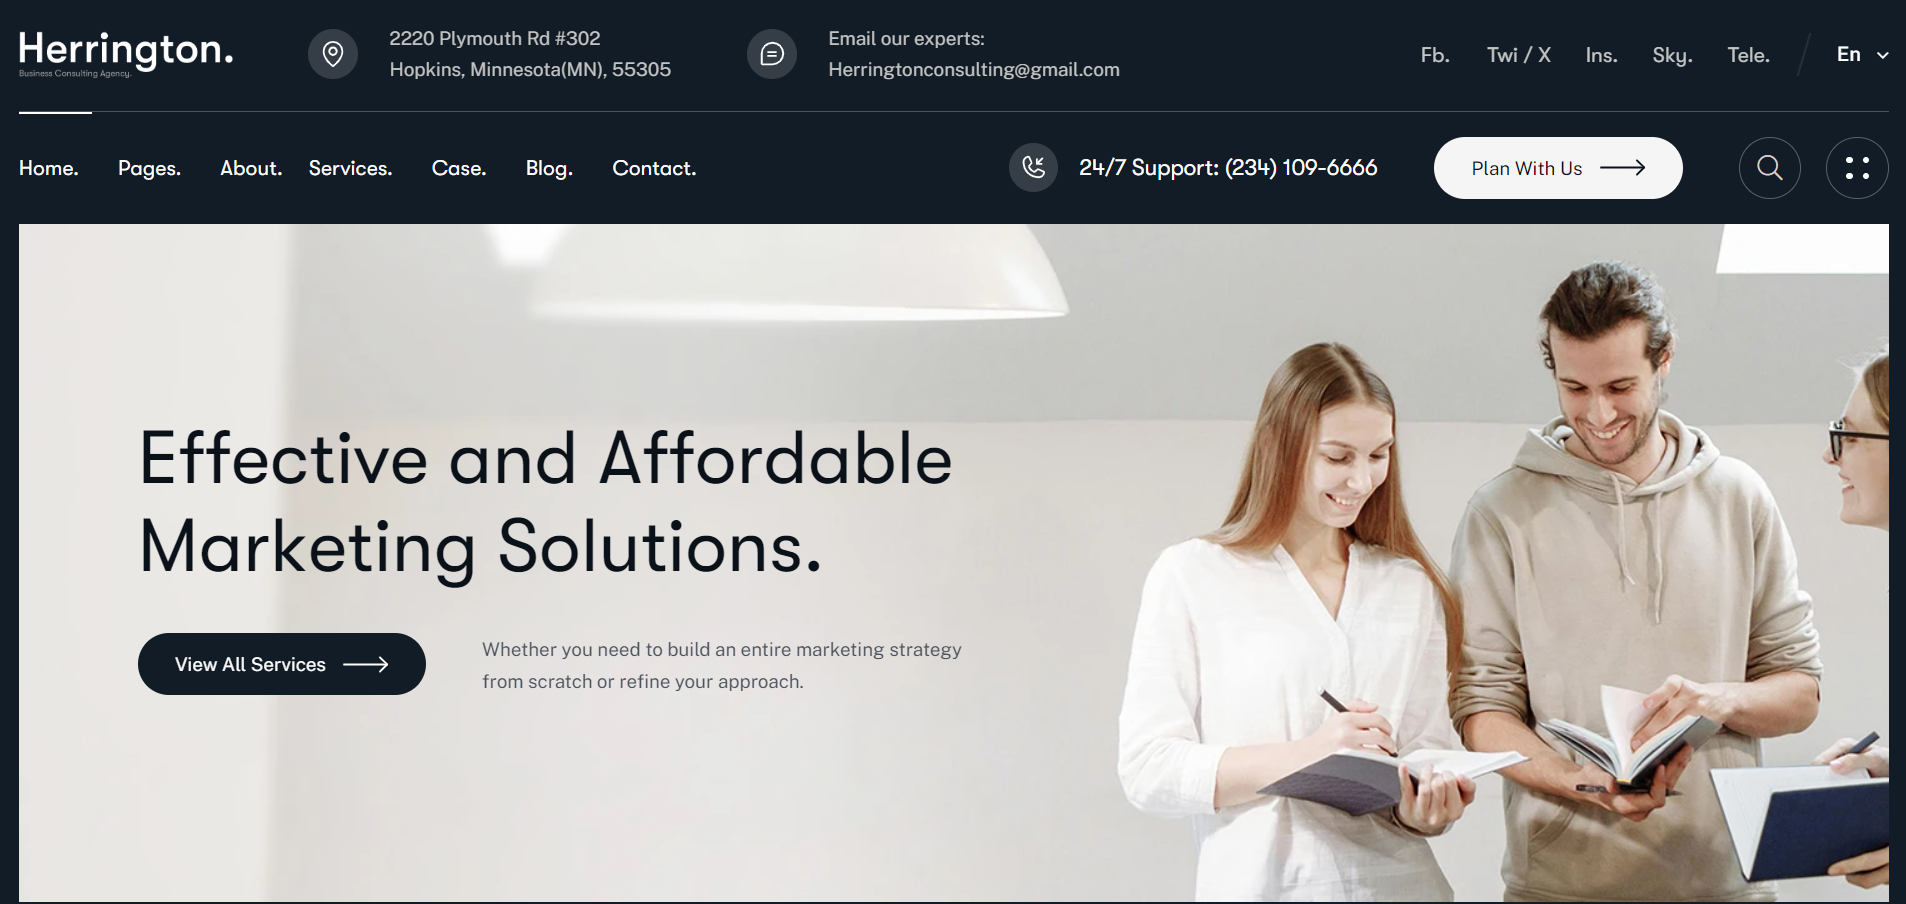 Herrington.
Business Consulting Agency.
2220 Plymouth Rd #302
Hopkins, Minnesota(MN), 55305
Email our experts:
Herringtonconsulting@gmail.com
Fb.
Twi / X
Ins.
Sky.
Tele.
En
Home.
Pages.
About.
Services.
Case.
Blog.
Contact.
24/7 Support: (234) 109-6666
Plan With Us
Effective and Affordable
Marketing Solutions.
View All Services
Whether you need to build an entire marketing strategy
from scratch or refine your approach.